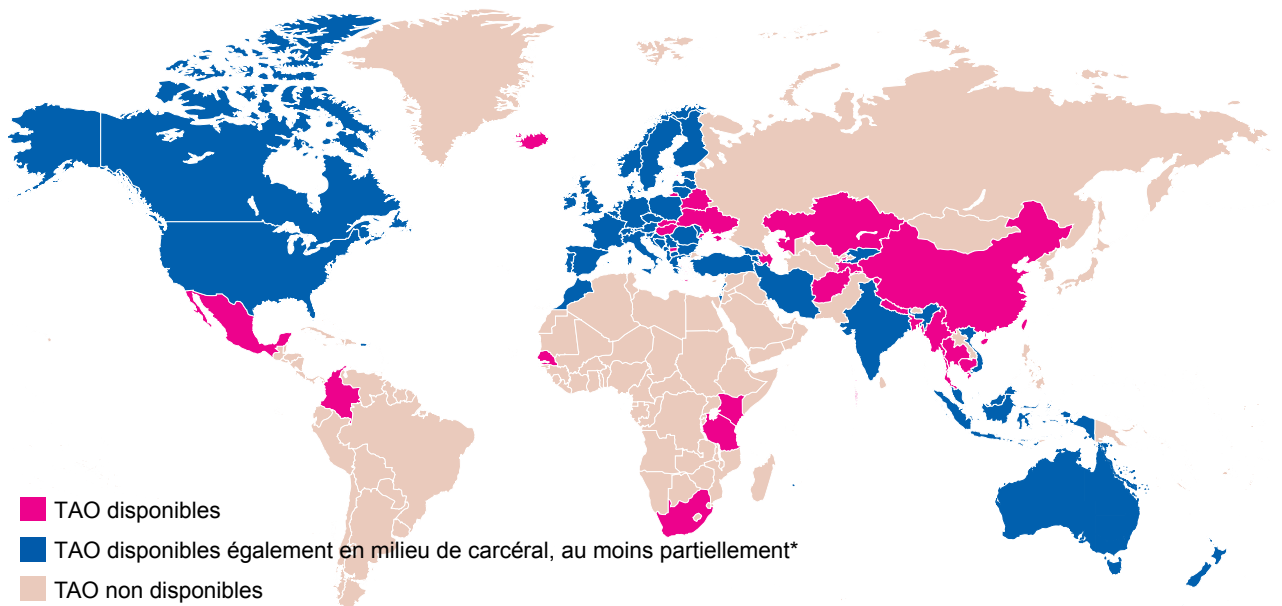 TAO disponibles
TAO disponibles également en milieu de carcéral, au moins partiellement*
TAO non disponibles